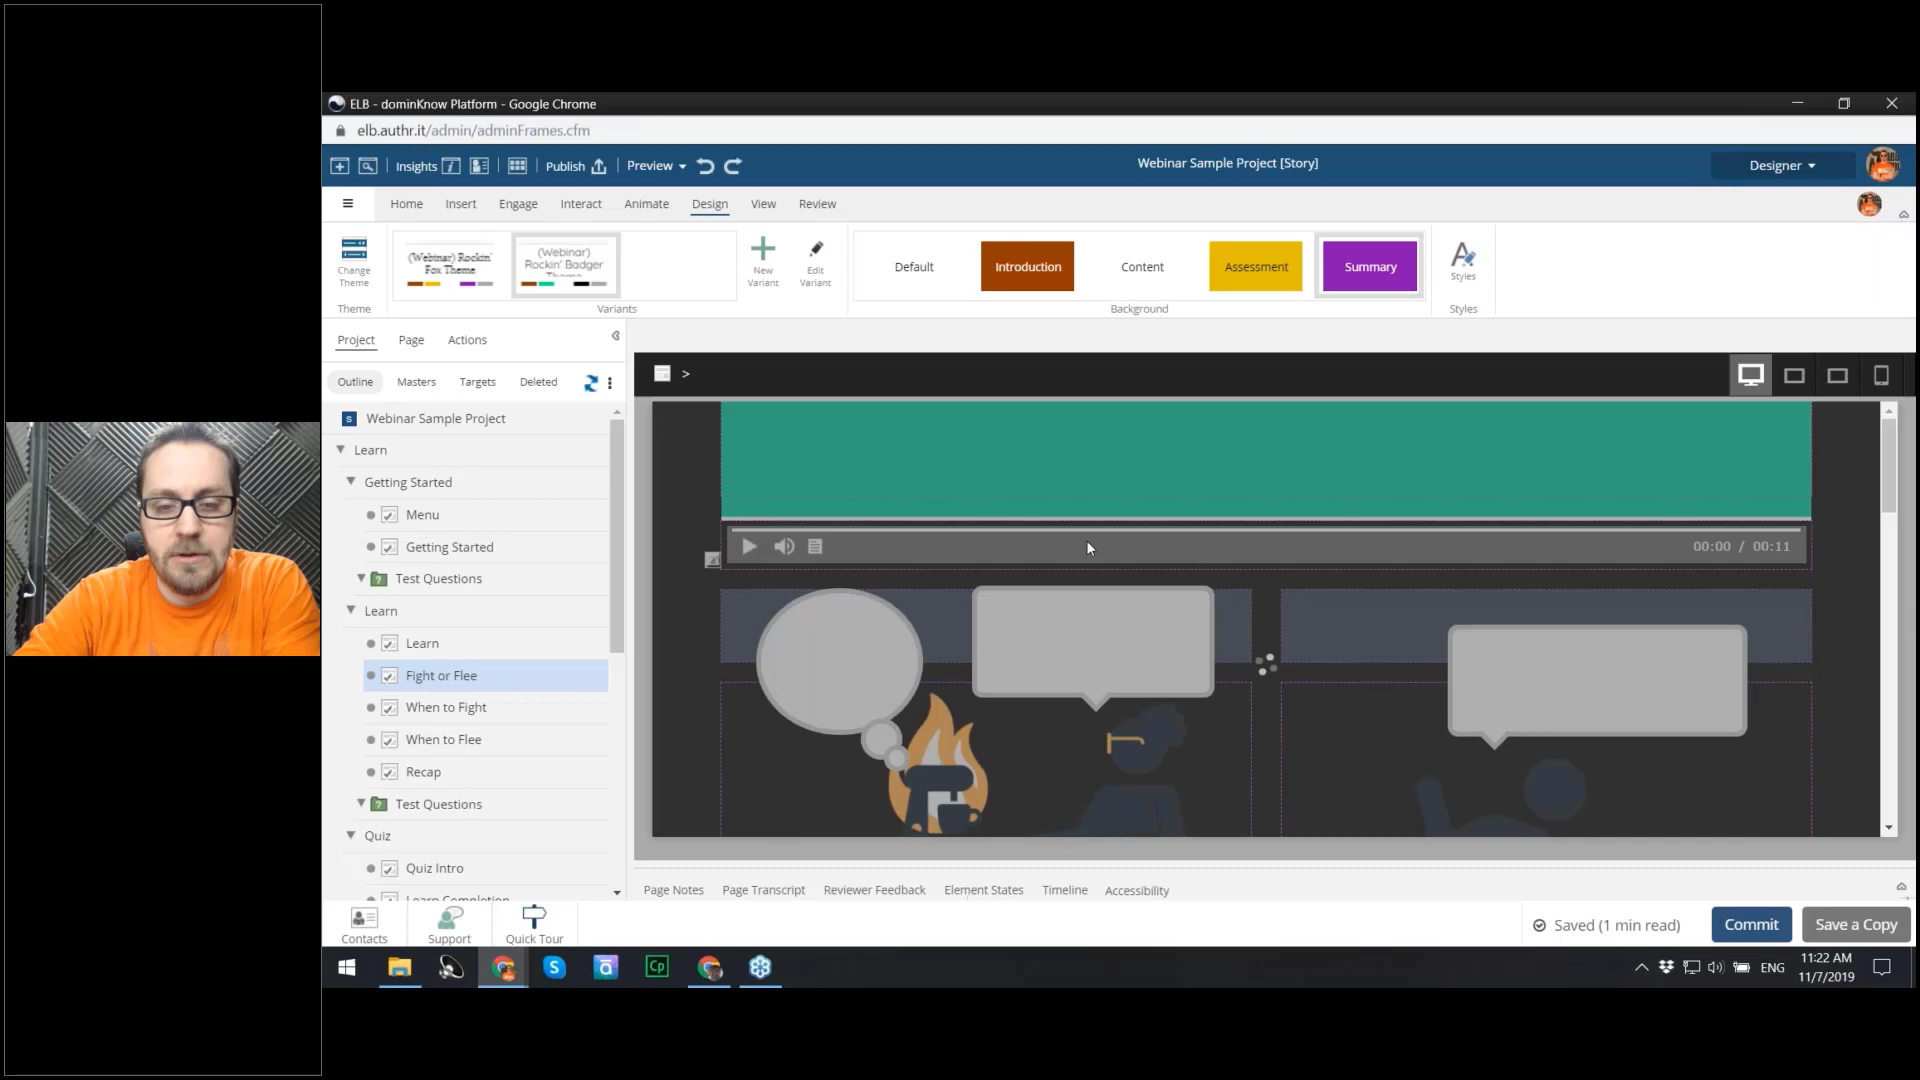 ELB - dominKnow Platform - Google Chrome
elb.authr.it/admin/adminFrames.cfm
Insights
Publish
Preview
Webinar Sample Project [Story]
Designer
Home
Insert
Engage
Interact
Animate
Design
View
Review
Change
Theme
(Webinar) Rockin'
Fox Theme
(Webinar)
Rockin' Badger
Theme
New
Variant
Edit
Variant
Default
Introduction
Content
Assessment
Summary
Styles
Theme
Variants
Background
Styles
Project
Page
Actions
Outline
Masters
Targets
Deleted
>
S
Webinar Sample Project
Learn
Getting Started
Menu
Getting Started
Test Questions
Learn
Learn
Fight or Flee
When to Fight
When to Flee
Recap
Test Questions
Quiz
Quiz Intro
Learn Completion
00:00 / 00:11
Page Notes
Page Transcript
Reviewer Feedback
Element States
Timeline
Accessibility
Contacts
Support
Quick Tour
Saved (1 min read)
Commit
Save a Copy
S
a
Cp
ENG
11:22 AM
11/7/2019